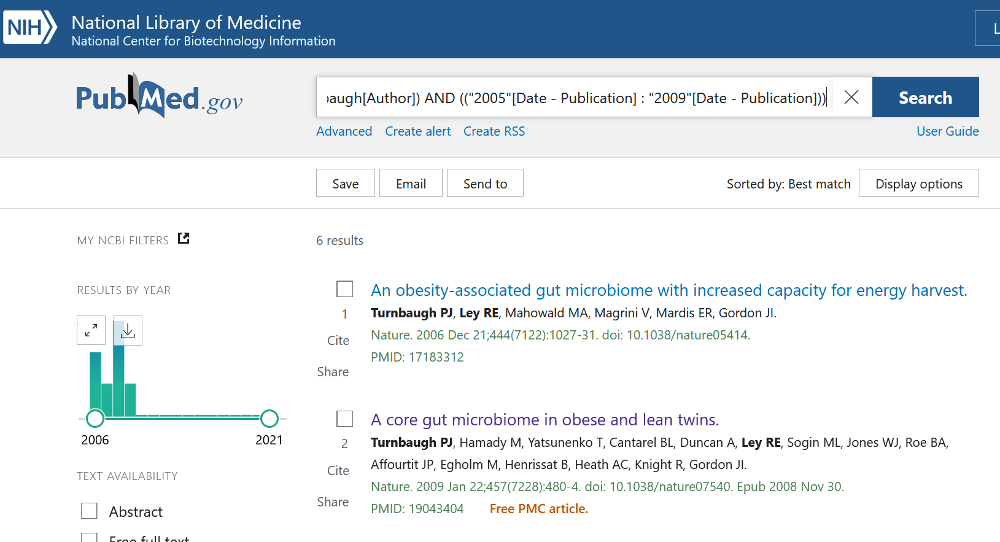 NIH
National Library of Medicine
National Center for Biotechnology Information
PubMed.gov
augh[Author]) AND (("2005"[Date - Publication] : "2009"[Date - Publication]))
Search
Advanced Create alert Create RSS
User Guide
Save Email Send to
Sorted by: Best match Display options
MY NCBI FILTERS
6 results
RESULTS BY YEAR
2006 2021
TEXT AVAILABILITY
Abstract
Free full text
An obesity-associated gut microbiome with increased capacity for energy harvest.
1
Turnbaugh PJ, Ley RE, Mahowald MA, Magrini V, Mardis ER, Gordon JI.
Cite
Nature. 2006 Dec 21;444(7122):1027-31. doi: 10.1038/nature05414.
PMID: 17183312
Share
A core gut microbiome in obese and lean twins.
2
Turnbaugh PJ, Hamady M, Yatsunenko T, Cantarel BL, Duncan A, Ley RE, Sogin ML, Jones WJ, Roe BA,
Affourtit JP, Egholm M, Henrissat B, Heath AC, Knight R, Gordon JI.
Cite
Nature. 2009 Jan 22;457(7228):480-4. doi: 10.1038/nature07540. Epub 2008 Nov 30.
Share
PMID: 19043404 Free PMC article.